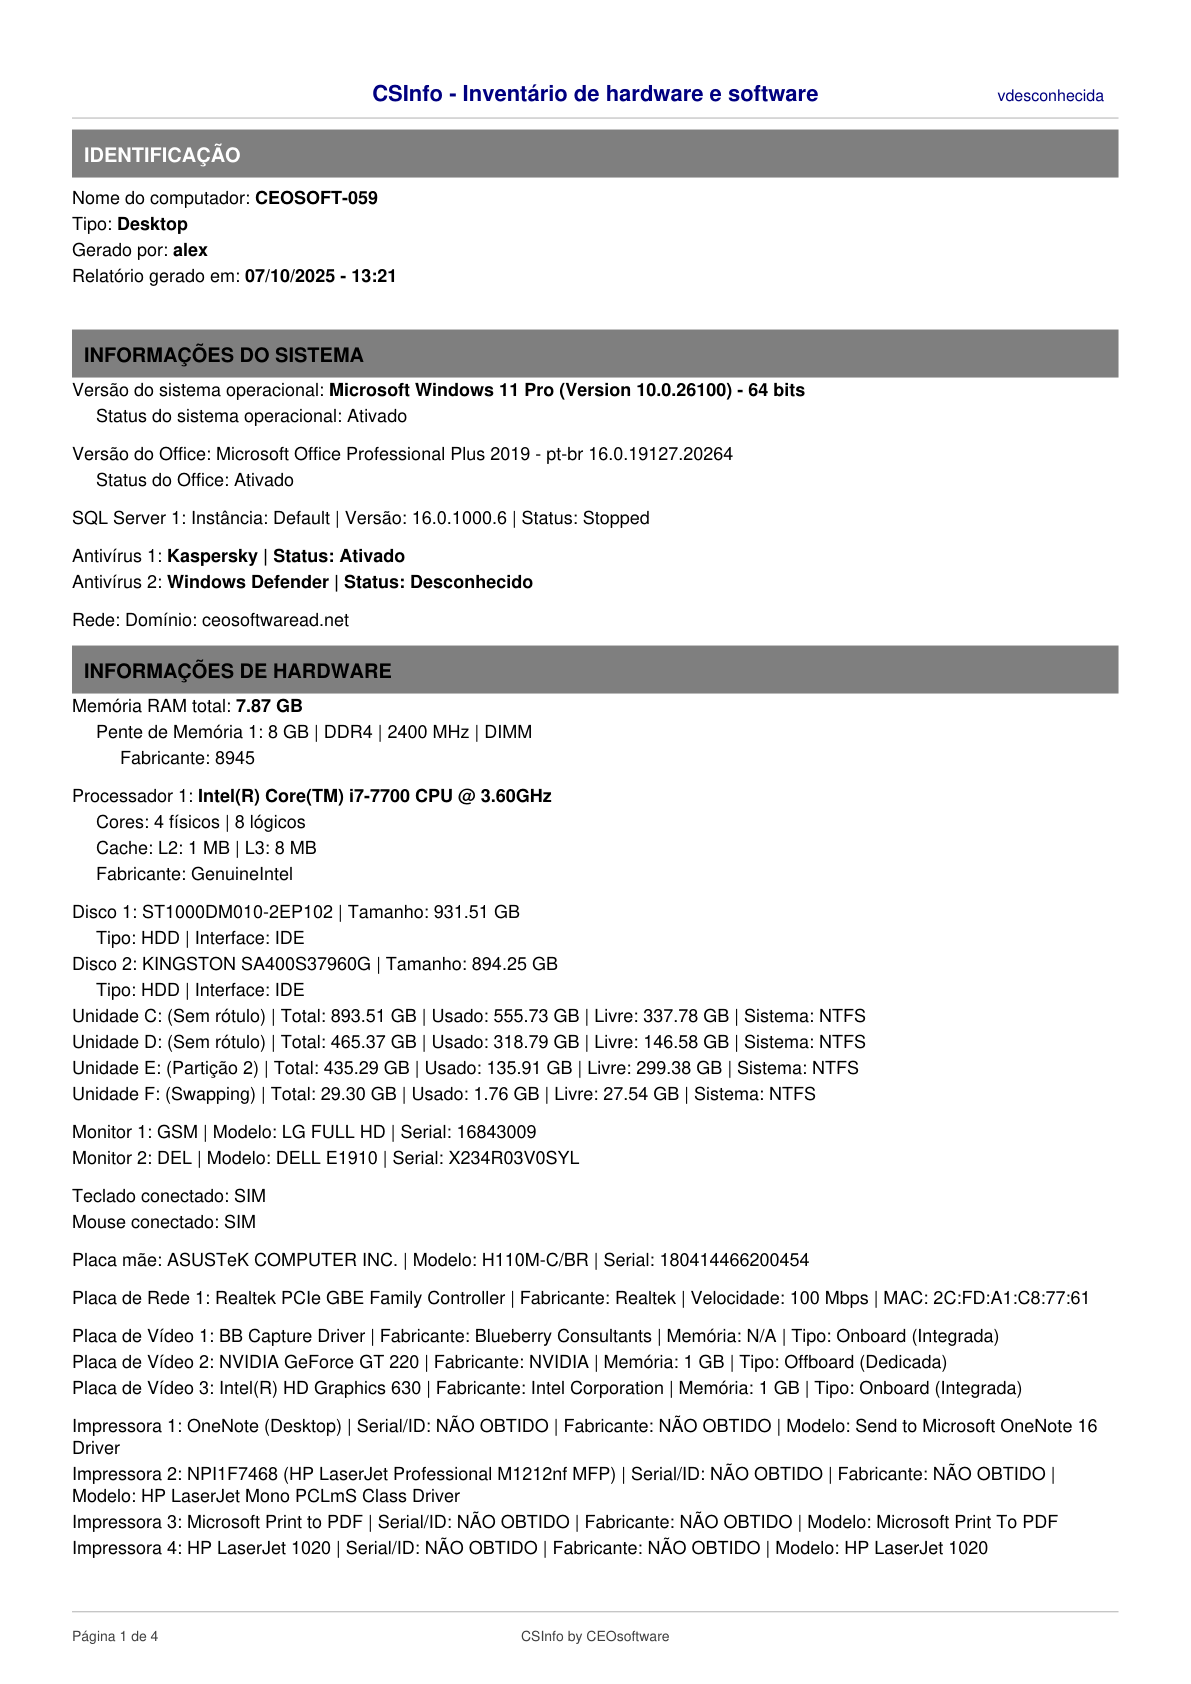 CSInfo - Inventário de hardware e software
vdesconhecida
IDENTIFICAÇÃO
Nome do computador: CEOSOFT-059
Tipo: Desktop
Gerado por: alex
Relatório gerado em: 07/10/2025 - 13:21
INFORMAÇÕES DO SISTEMA
Versão do sistema operacional: Microsoft Windows 11 Pro (Version 10.0.26100) - 64 bits
Status do sistema operacional: Ativado
Versão do Office: Microsoft Office Professional Plus 2019 - pt-br 16.0.19127.20264
Status do Office: Ativado
SQL Server 1: Instância: Default | Versão: 16.0.1000.6 | Status: Stopped
Antivírus 1: Kaspersky | Status: Ativado
Antivírus 2: Windows Defender | Status: Desconhecido
Rede: Domínio: ceosoftwaread.net
INFORMAÇÕES DE HARDWARE
Memória RAM total: 7.87 GB
Pente de Memória 1: 8 GB | DDR4 | 2400 MHz | DIMM
Fabricante: 8945
Processador 1: Intel(R) Core(TM) i7-7700 CPU @ 3.60GHz
Cores: 4 físicos | 8 lógicos
Cache: L2: 1 MB | L3: 8 MB
Fabricante: GenuineIntel
Disco 1: ST1000DM010-2EP102 | Tamanho: 931.51 GB
Tipo: HDD | Interface: IDE
Disco 2: KINGSTON SA400S37960G | Tamanho: 894.25 GB
Tipo: HDD | Interface: IDE
Unidade C: (Sem rótulo) | Total: 893.51 GB | Usado: 555.73 GB | Livre: 337.78 GB | Sistema: NTFS
Unidade D: (Sem rótulo) | Total: 465.37 GB | Usado: 318.79 GB | Livre: 146.58 GB | Sistema: NTFS
Unidade E: (Partição 2) | Total: 435.29 GB | Usado: 135.91 GB | Livre: 299.38 GB | Sistema: NTFS
Unidade F: (Swapping) | Total: 29.30 GB | Usado: 1.76 GB | Livre: 27.54 GB | Sistema: NTFS
Monitor 1: GSM | Modelo: LG FULL HD | Serial: 16843009
Monitor 2: DEL | Modelo: DELL E1910 | Serial: X234R03V0SYL
Teclado conectado: SIM
Mouse conectado: SIM
Placa mãe: ASUSTeK COMPUTER INC. | Modelo: H110M-C/BR | Serial: 180414466200454
Placa de Rede 1: Realtek PCIe GBE Family Controller | Fabricante: Realtek | Velocidade: 100 Mbps | MAC: 2C:FD:A1:C8:77:61
Placa de Vídeo 1: BB Capture Driver | Fabricante: Blueberry Consultants | Memória: N/A | Tipo: Onboard (Integrada)
Placa de Vídeo 2: NVIDIA GeForce GT 220 | Fabricante: NVIDIA | Memória: 1 GB | Tipo: Offboard (Dedicada)
Placa de Vídeo 3: Intel(R) HD Graphics 630 | Fabricante: Intel Corporation | Memória: 1 GB | Tipo: Onboard (Integrada)
Impressora 1: OneNote (Desktop) | Serial/ID: NÃO OBTIDO | Fabricante: NÃO OBTIDO | Modelo: Send to Microsoft OneNote 16
Driver
Impressora 2: NPI1F7468 (HP LaserJet Professional M1212nf MFP) | Serial/ID: NÃO OBTIDO | Fabricante: NÃO OBTIDO |
Modelo: HP LaserJet Mono PCLmS Class Driver
Impressora 3: Microsoft Print to PDF | Serial/ID: NÃO OBTIDO | Fabricante: NÃO OBTIDO | Modelo: Microsoft Print To PDF
Impressora 4: HP LaserJet 1020 | Serial/ID: NÃO OBTIDO | Fabricante: NÃO OBTIDO | Modelo: HP LaserJet 1020
Página 1 de 4
CSInfo by CEOsoftware